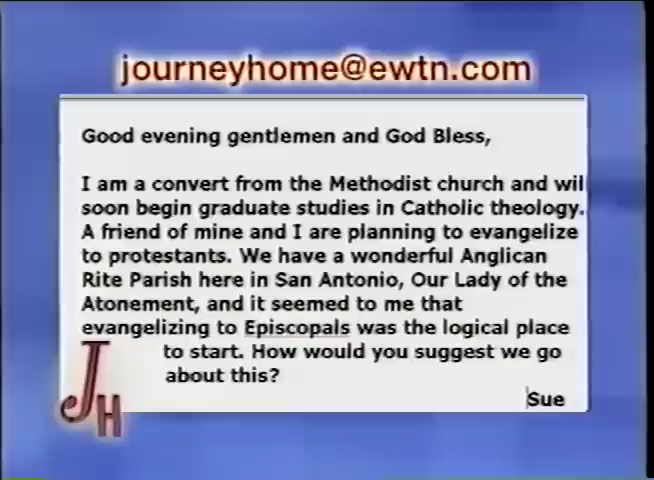 journeyhome@ewtn.com
Good evening gentlemen and God Bless,
I am a convert from the Methodist church and will
soon begin graduate studies in Catholic theology.
A friend of mine and I are planning to evangelize
to protestants. We have a wonderful Anglican
Rite Parish here in San Antonio, Our Lady of the
Atonement, and it seemed to me that
evangelizing to Episcopals was the logical place
to start. How would you suggest we go
about this?
Sue
JH